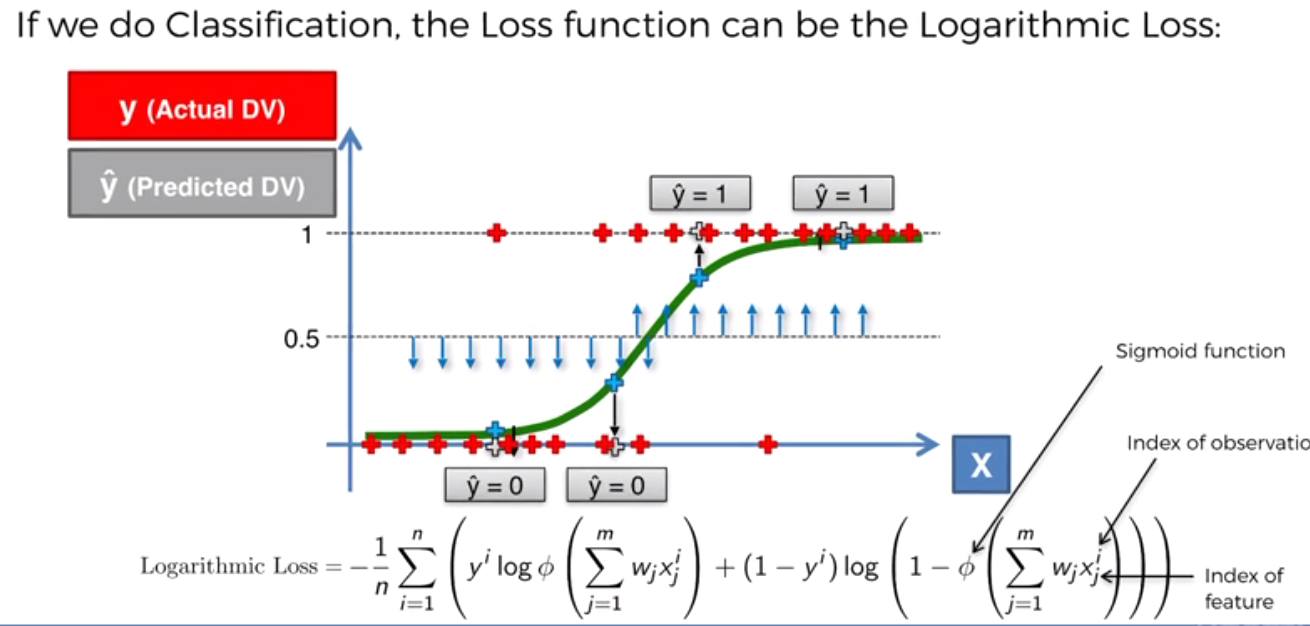 If we do Classification, the Loss function can be the Logarithmic Loss:
y (Actual DV)
ŷ (Predicted DV)
ŷ = 1
ŷ = 1
1
0.5
Sigmoid function
Index of observatio
X
ŷ = 0
ŷ = 0
Logarithmic Loss = −\frac{1}{n} \sum_{i=1}^{n} \left( y^i \log \phi \left( \sum_{j=1}^{m} w_j x_j^i \right) + (1 − y^i) \log \left( 1 − \phi \left( \sum_{j=1}^{m} w_j x_j^i \right) \right) \right)
Index of
feature